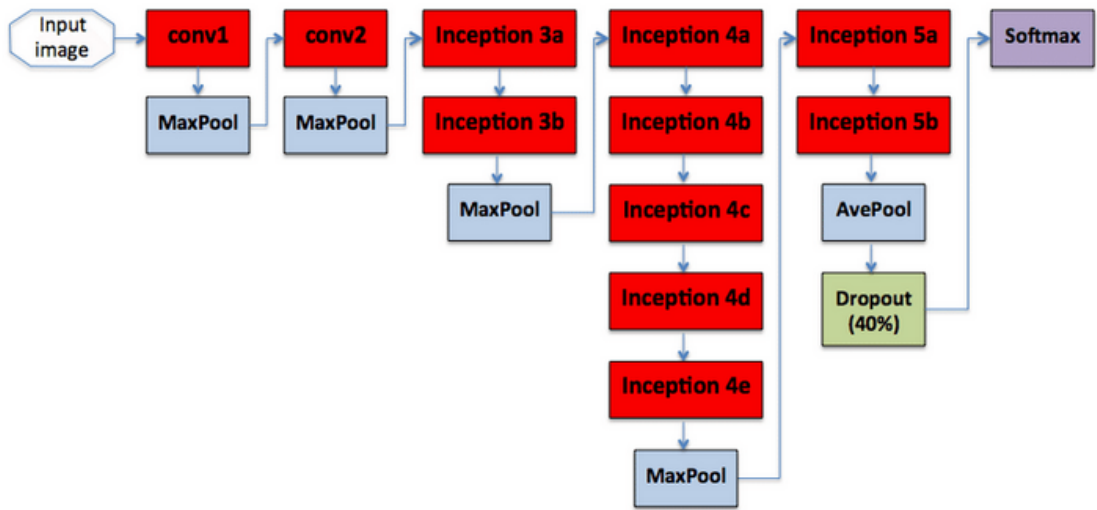 Input
image
conv1
MaxPool
conv2
MaxPool
Inception 3a
Inception 3b
MaxPool
Inception 4a
Inception 4b
Inception 4c
Inception 4d
Inception 4e
MaxPool
Inception 5a
Inception 5b
AvePool
Dropout
(40%)
Softmax